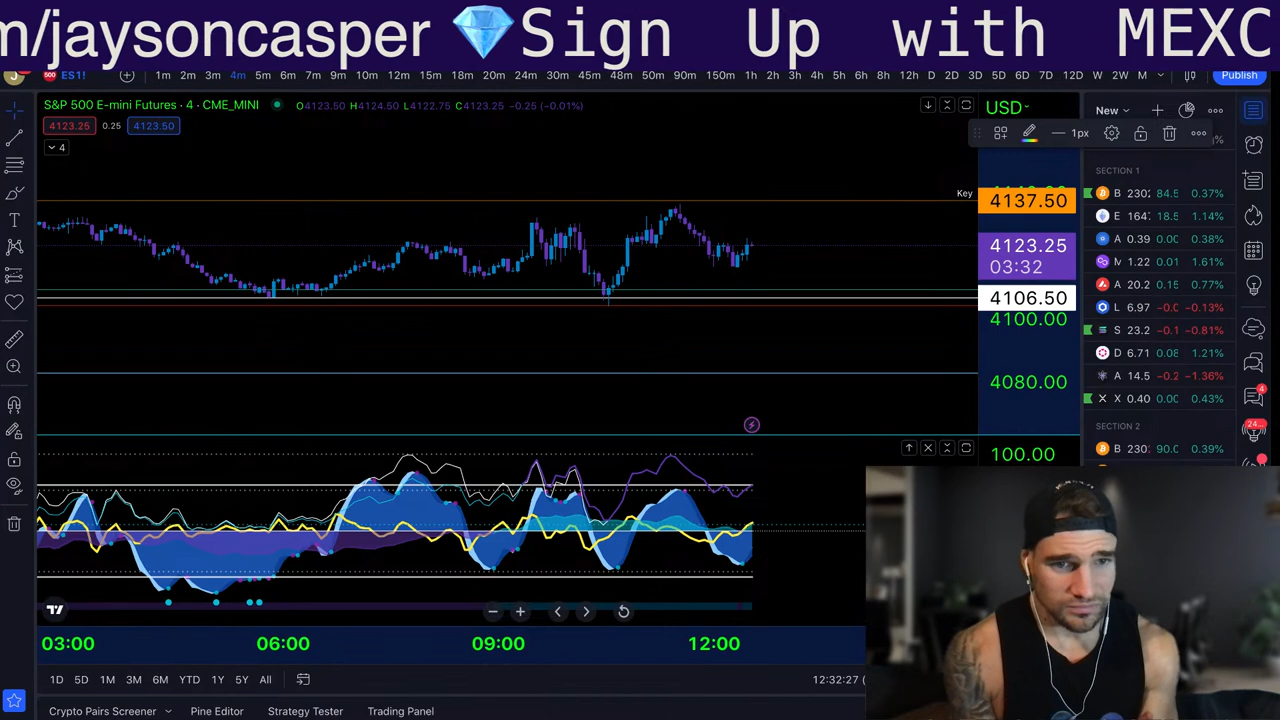 m/jaysoncasper 💎Sign Up with MEXC
J 500 ES1! 1m 2m 3m 4m 5m 6m 7m 9m 10m 12m 15m 18m 20m 24m 30m 45m 48m 50m 90m 150m 1h 2h 3h 4h 5h 6h 8h 12h D 2D 3D 5D 6D 7D 12D W 2W M Publish
S&P 500 E-mini Futures · 4 · CME_MINI O4123.50 H4124.50 L4122.75 C4123.25 −0.25 (−0.01%) USD New
4123.25 0.25 4123.50 1px
4
SECTION 1
Key 4137.50
4123.25
03:32
4106.50
4100.00
4080.00
100.00
B 230 84.5 0.37%
E 164 18.5 1.14%
A 0.39 0.00 0.38%
M 1.22 0.01 1.61%
A 20.2 0.15 0.77%
L 6.97 −0.0 −0.13%
S 23.2 −0.1 −0.81%
D 6.71 0.08 1.21%
A 14.5 −0.2 −1.36%
X 0.40 0.00 0.43%
SECTION 2
B 230 90.0 0.39%
4
24
03:00 06:00 09:00 12:00
1D 5D 1M 3M 6M YTD 1Y 5Y All 12:32:27
Crypto Pairs Screener Pine Editor Strategy Tester Trading Panel